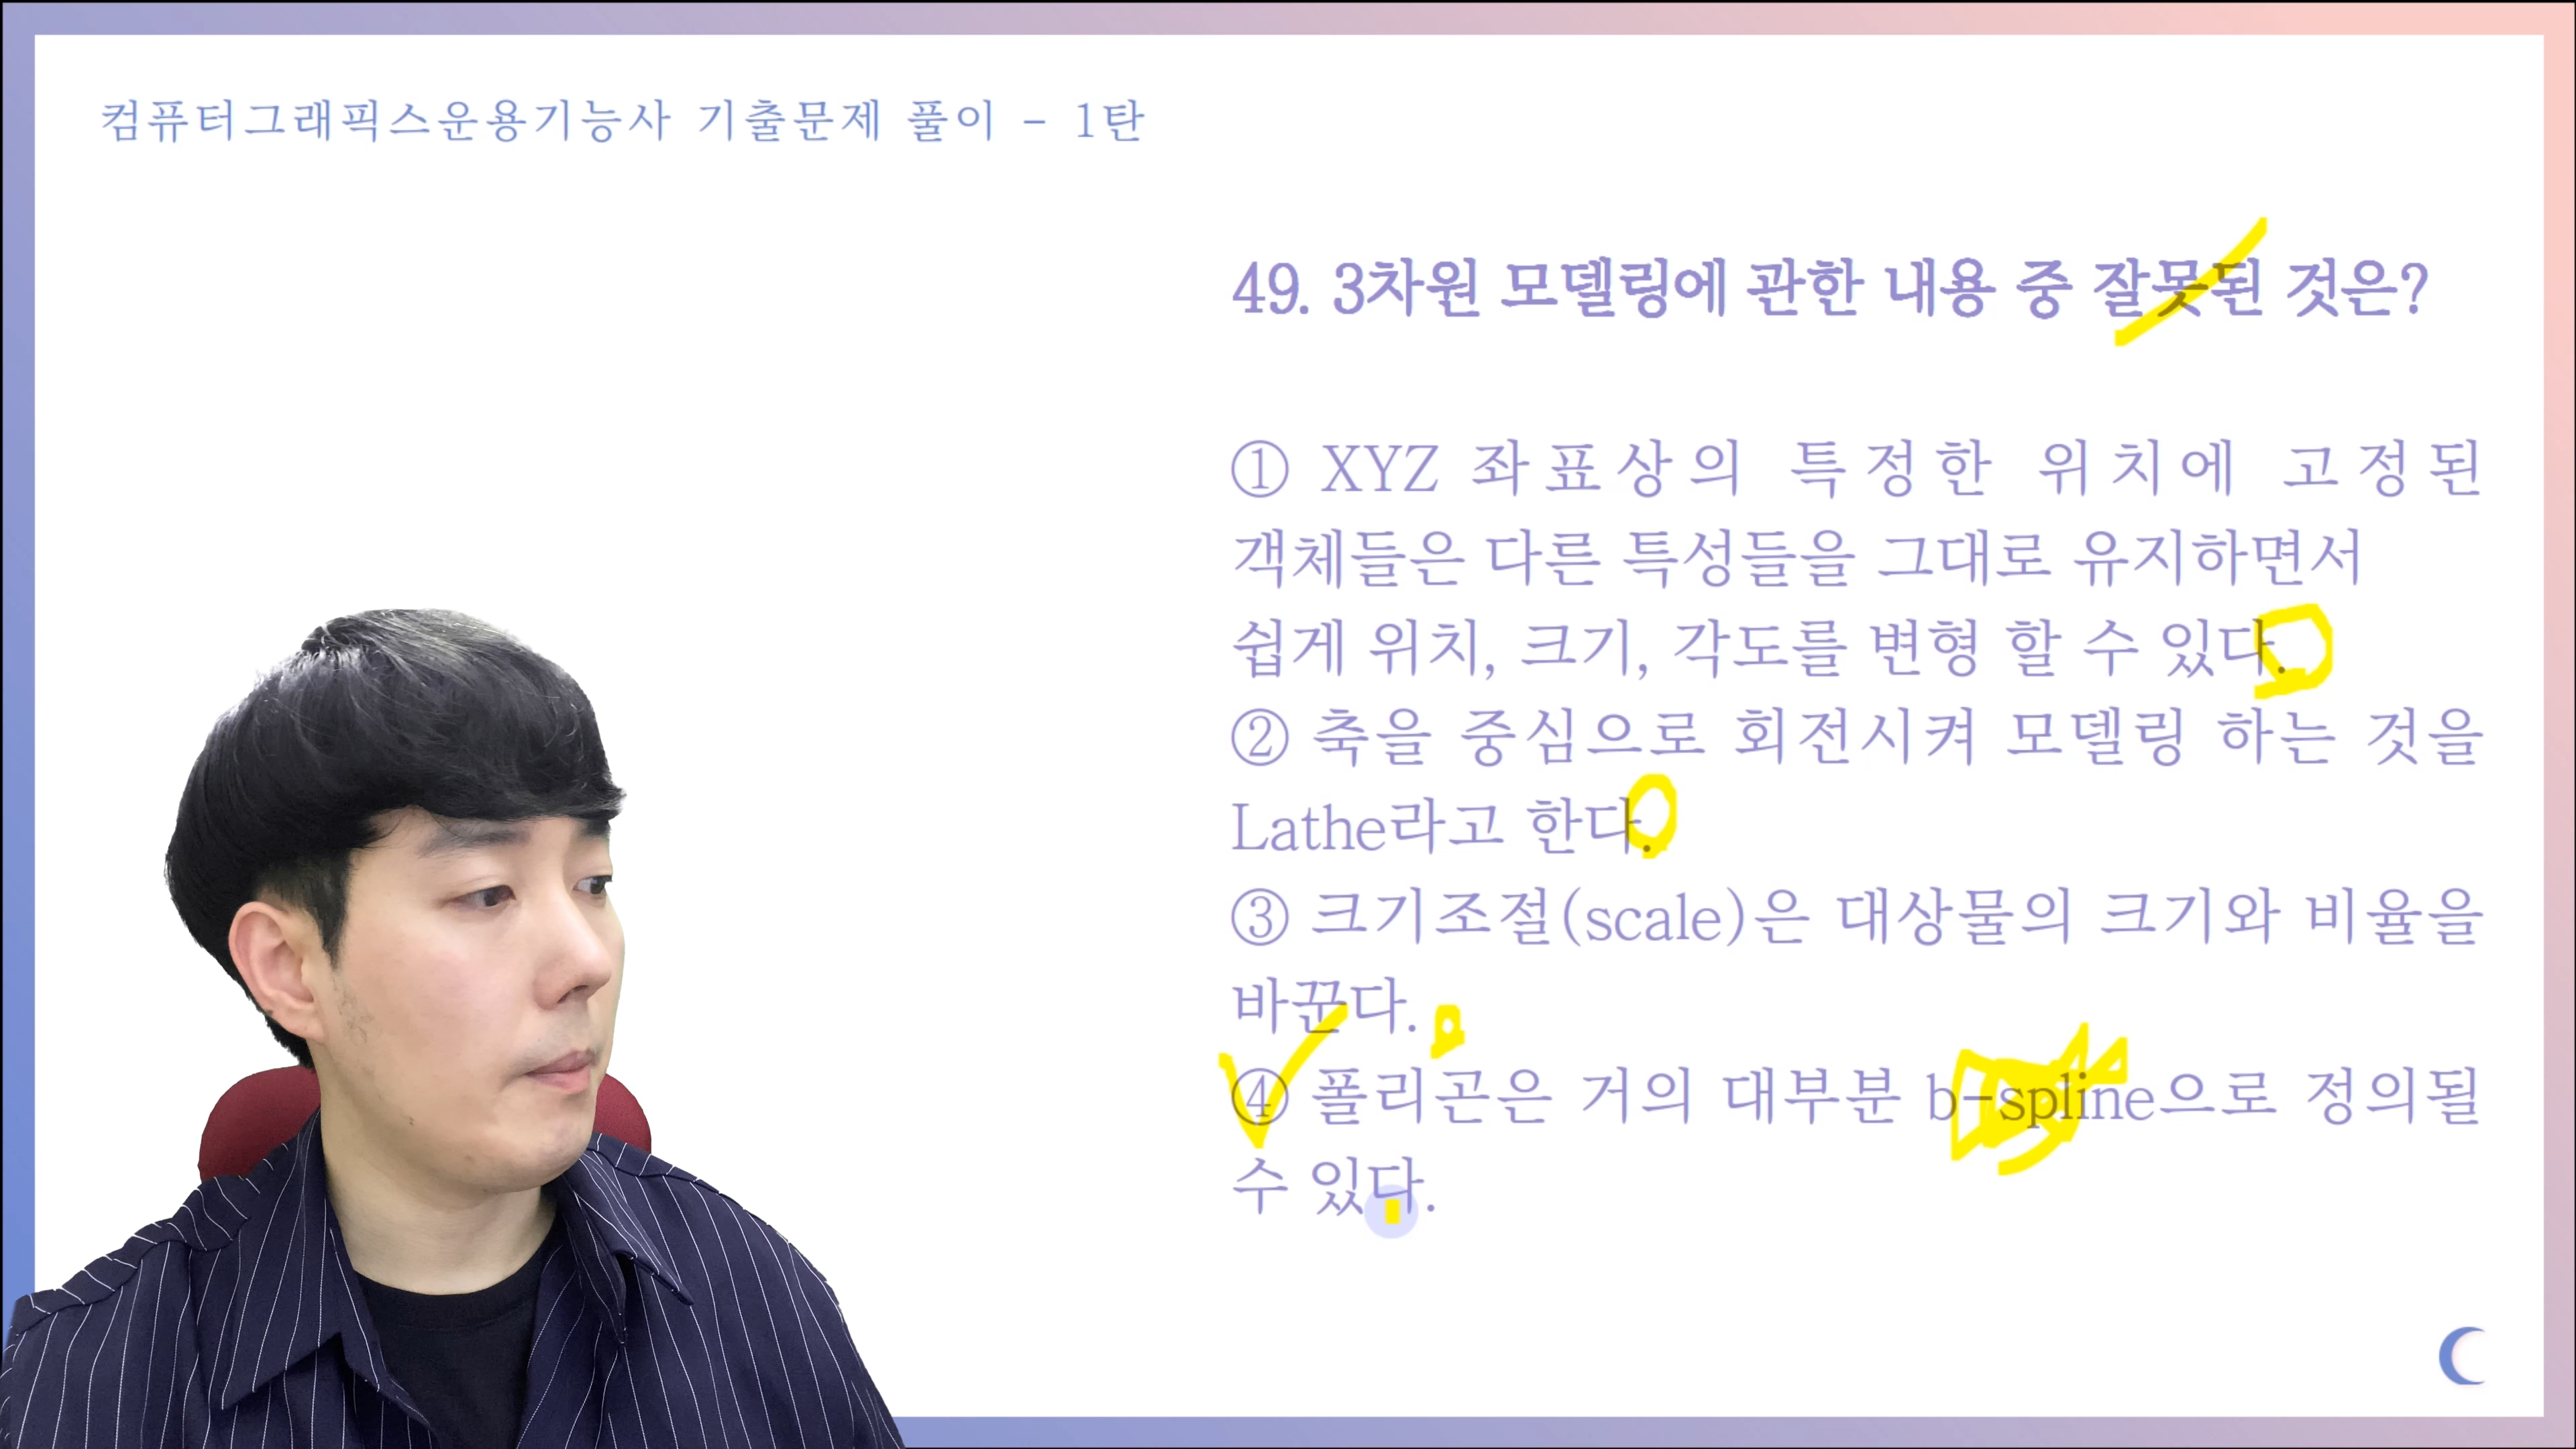 컴퓨터그래픽스운용기능사 기출문제 풀이 - 1탄
49. 3차원 모델링에 관한 내용 중 잘못된 것은?
① XYZ 좌표상의 특정한 위치에 고정된
객체들은 다른 특성들을 그대로 유지하면서
쉽게 위치, 크기, 각도를 변형 할 수 있다.
② 축을 중심으로 회전시켜 모델링 하는 것을
Lathe라고 한다.
③ 크기조절(scale)은 대상물의 크기와 비율을
바꾼다.
④ 폴리곤은 거의 대부분 b-spline으로 정의될
수 있다.